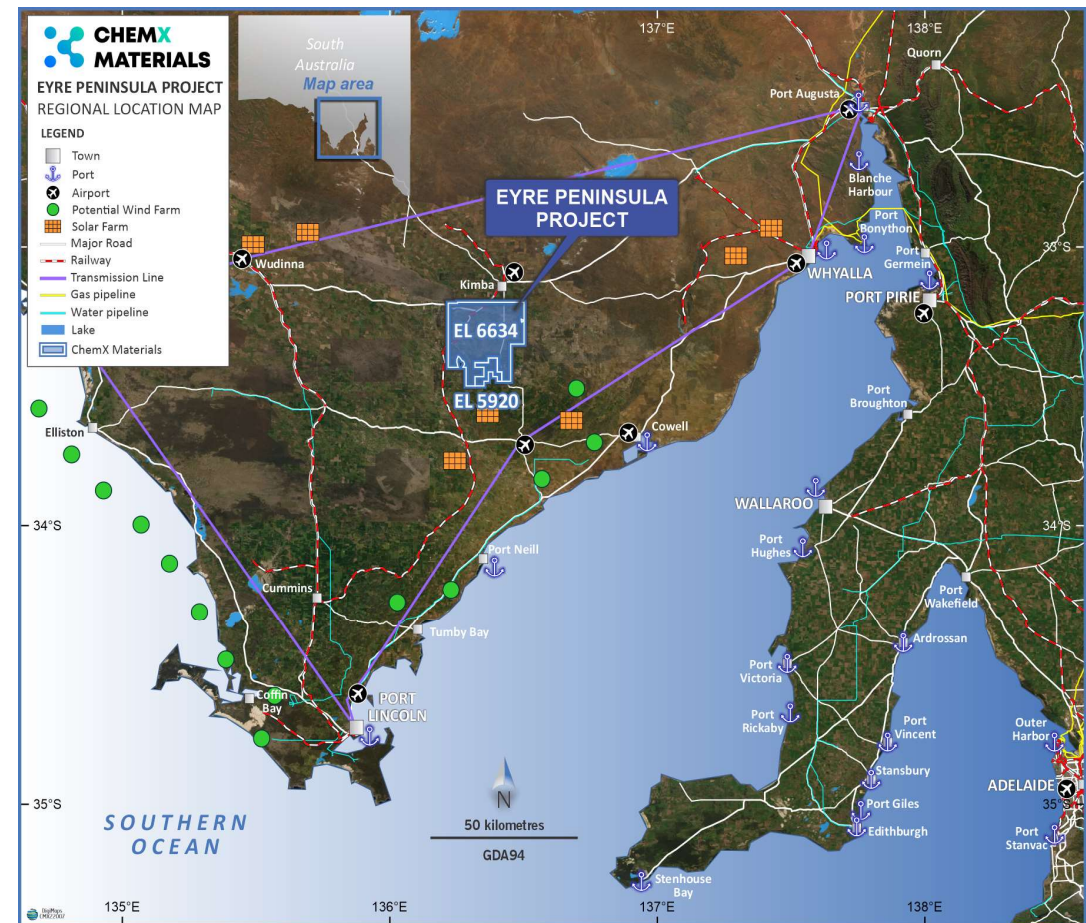 CHEMX
MATERIALS
EYRE PENINSULA PROJECT
REGIONAL LOCATION MAP
LEGEND
Town
Port
Airport
Potential Wind Farm
Solar Farm
Major Road
Railway
Transmission Line
Gas pipeline
Water pipeline
Lake
ChemX Materials
South
Australia
Map area
137°E
138°E
Quorn
Port Augusta
Blanche
Harbour
EYRE PENINSULA
PROJECT
Port
Bonython
33°S
Port
Germein
Wudinna
WHYALLA
Kimba
PORT PIRIE
EL 6634
EL 5920
Port
Broughton
Elliston
Cowell
WALLAROO
34°S
34°S
Port
Hughes
Port Neill
Cummins
Port
Wakefield
Tumby Bay
Ardrossan
Port
Victoria
Coffin
Bay
PORT
LINCOLN
Port
Rickaby
Port
Vincent
Outer
Harbor
Stansbury
ADELAIDE
N
35°S
35°S
Port Giles
SOUTHERN
OCEAN
50 kilometres
Edithburgh
Port
Stanvac
GDA94
Stenhouse
Bay
DigMaps
CMRZ2007
135°E
136°E
137°E
138°E